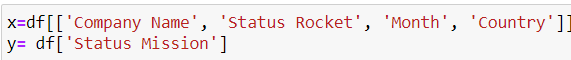 x=df[['Company Name', 'Status Rocket', 'Month', 'Country']]
y= df['Status Mission']